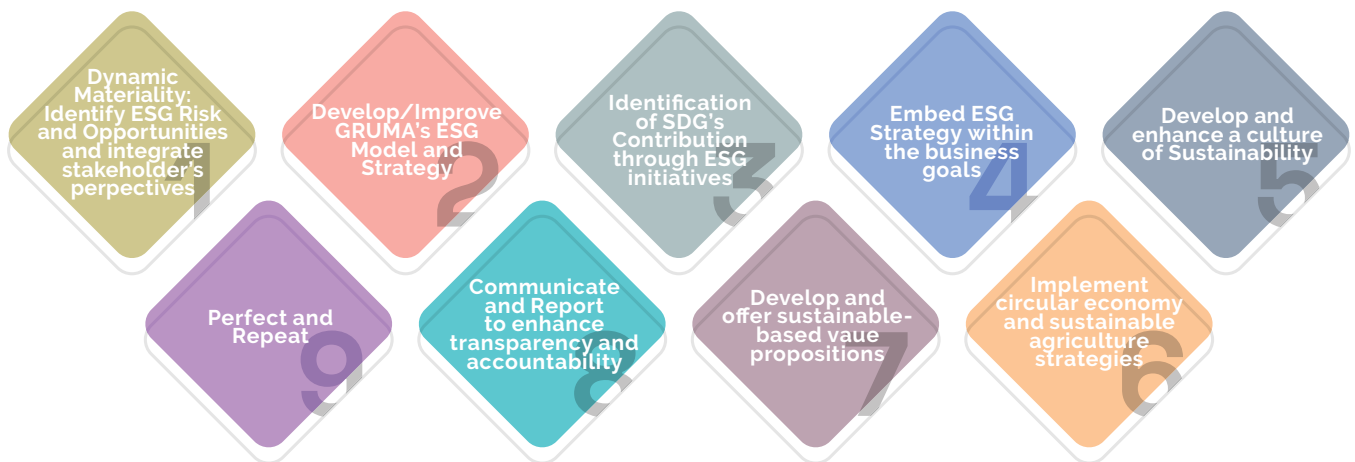 Dynamic
Materiality:
Identify ESG Risk
and Opportunities
and integrate
stakeholder's
perpectives
1
Develop/Improve
GRUMA's ESG
Model and
Strategy
2
Identification
of SDG's
Contribution
through ESG
initiatives
3
Embed ESG
Strategy within
the business
goals
4
Develop and
enhance a culture
of Sustainability
5
Implement
circular economy
and sustainable
agriculture
strategies
6
Develop and
offer sustainable-
based vaue
propositions
7
Communicate
and Report
to enhance
transparency and
accountability
8
Perfect and
Repeat
9